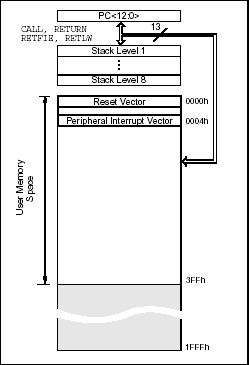 PC<12:0>
13
CALL, RETURN
RETFIE, RETLW
Stack Level 1
Stack Level 8
Reset Vector
0000h
Peripheral Interrupt Vector
0004h
User Memory
Space
3FFh
1FFFh